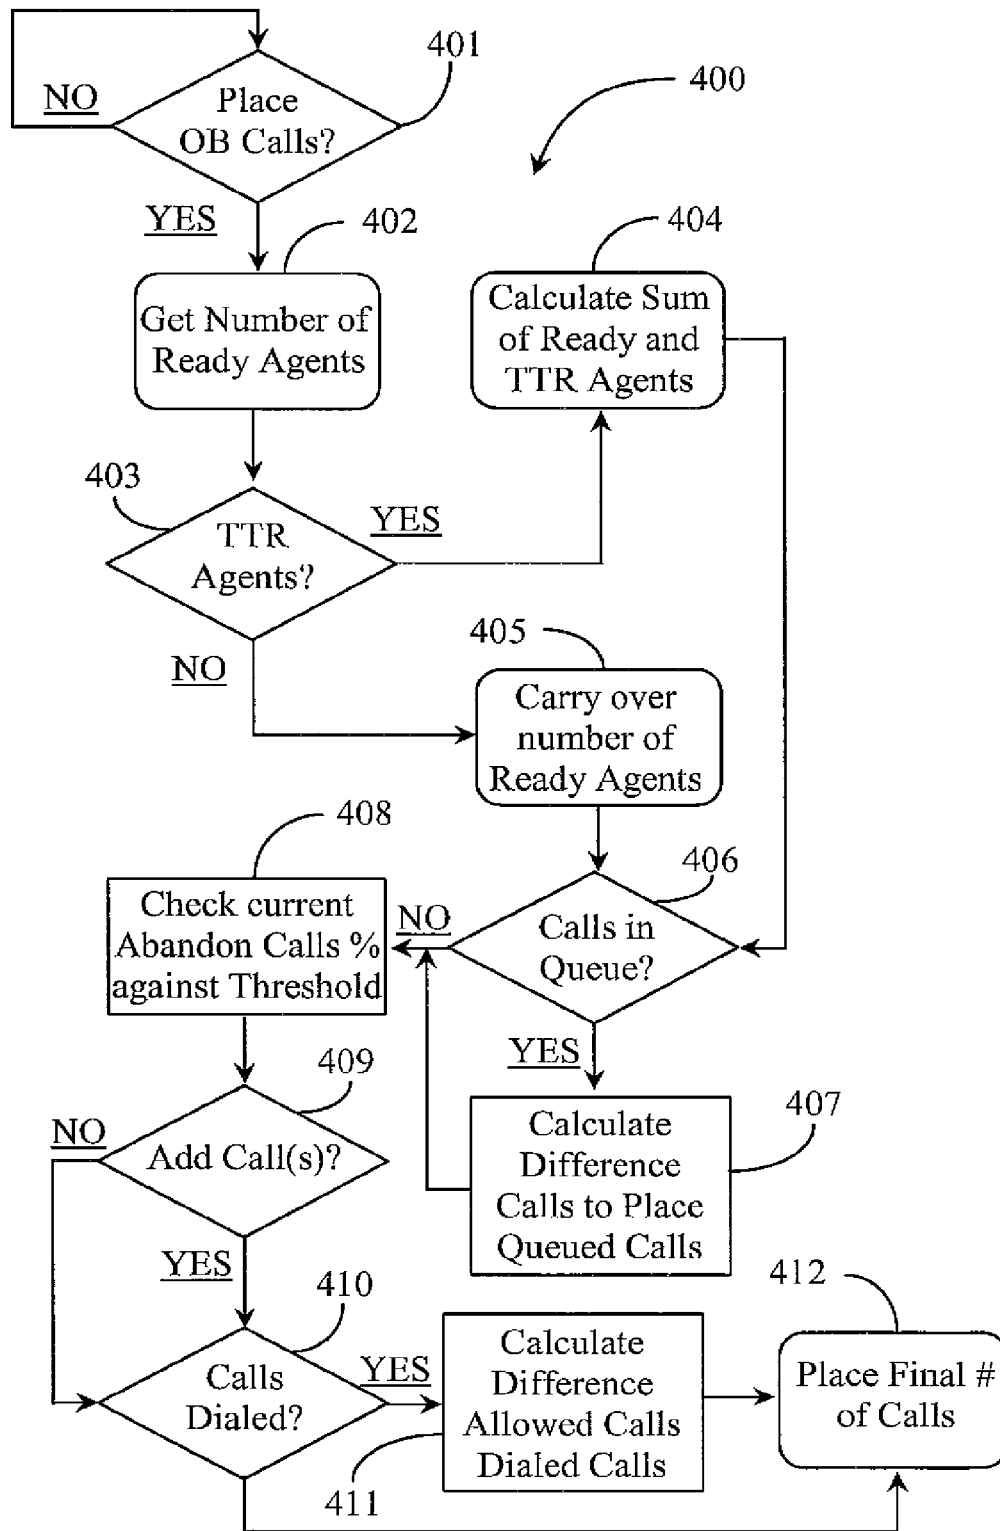 401
NO
Place
OB Calls?
400
YES
402
404
Get Number of
Ready Agents
Calculate Sum
of Ready and
TTR Agents
403
TTR
Agents?
YES
NO
405
Carry over
number of
Ready Agents
408
406
Check current
Abandon Calls %
against Threshold
NO
Calls in
Queue?
YES
409
407
NO
Add Call(s)?
Calculate
Difference
Calls to Place
Queued Calls
YES
410
412
Calls
Dialed?
YES
Calculate
Difference
Allowed Calls
Dialed Calls
Place Final #
of Calls
411